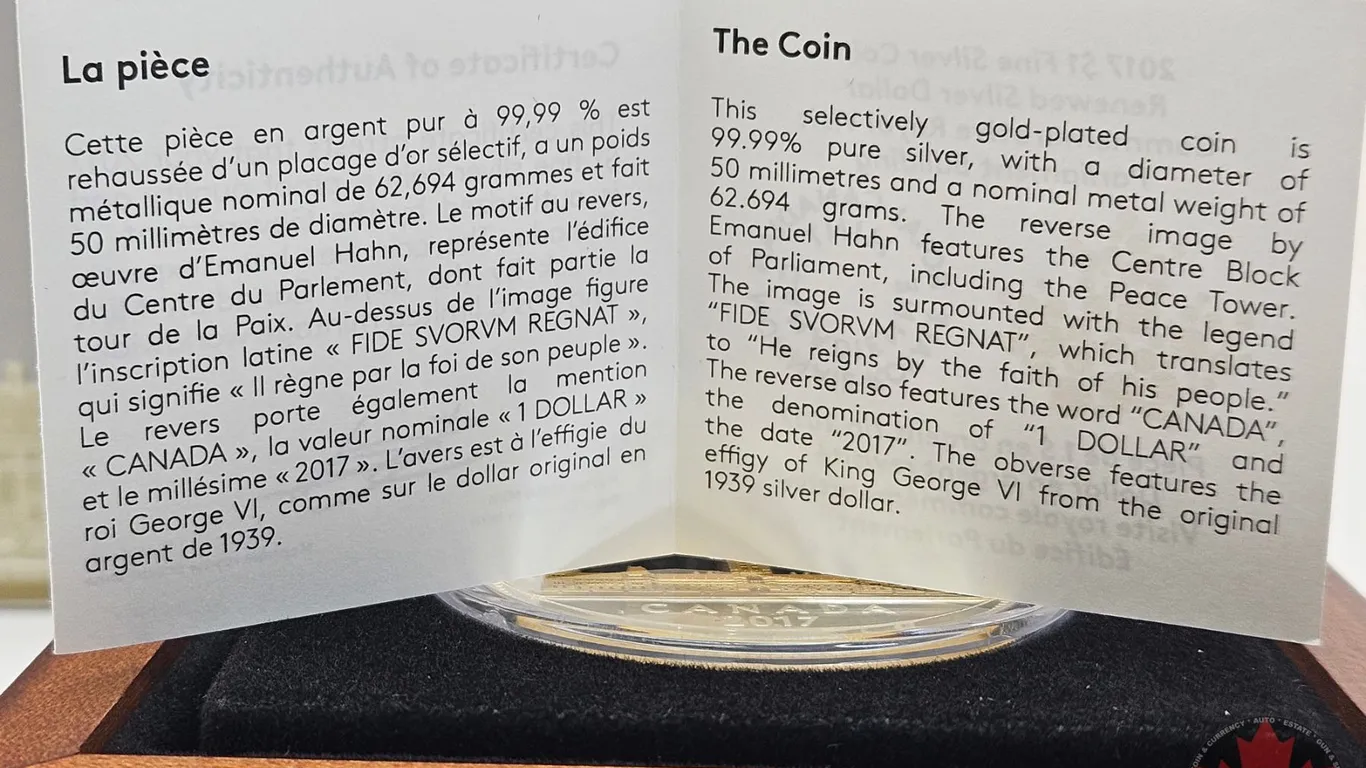 La pièce
Cette pièce en argent pur à 99,99 % est
rehaussée d’un placage d’or sélectif, a un poids
métallique nominal de 62,694 grammes et fait
50 millimètres de diamètre. Le motif au revers,
œuvre d’Emanuel Hahn, représente l’édifice
du Centre du Parlement, dont fait partie la
tour de la Paix. Au-dessus de l’image figure
l’inscription latine « FIDE SVORVM REGNAT »,
qui signifie « Il règne par la foi de son peuple ».
Le revers porte également la mention
« CANADA », la valeur nominale « 1 DOLLAR »
et le millésime « 2017 ». L’avers est à l’effigie du
roi George VI, comme sur le dollar original en
argent de 1939.
The Coin
This selectively gold-plated coin is
99.99% pure silver, with a diameter of
50 millimetres and a nominal metal weight of
62.694 grams. The reverse image by
Emanuel Hahn features the Centre Block
of Parliament, including the Peace Tower.
The image is surmounted with the legend
“FIDE SVORVM REGNAT”, which translates
to “He reigns by the faith of his people.”
The reverse also features the word “CANADA”,
the denomination of “1 DOLLAR” and
the date “2017”. The obverse features the
effigy of King George VI from the original
1939 silver dollar.
CANADA
2017
COIN & CURRENCY • AUTO • ESTATE • GUN &